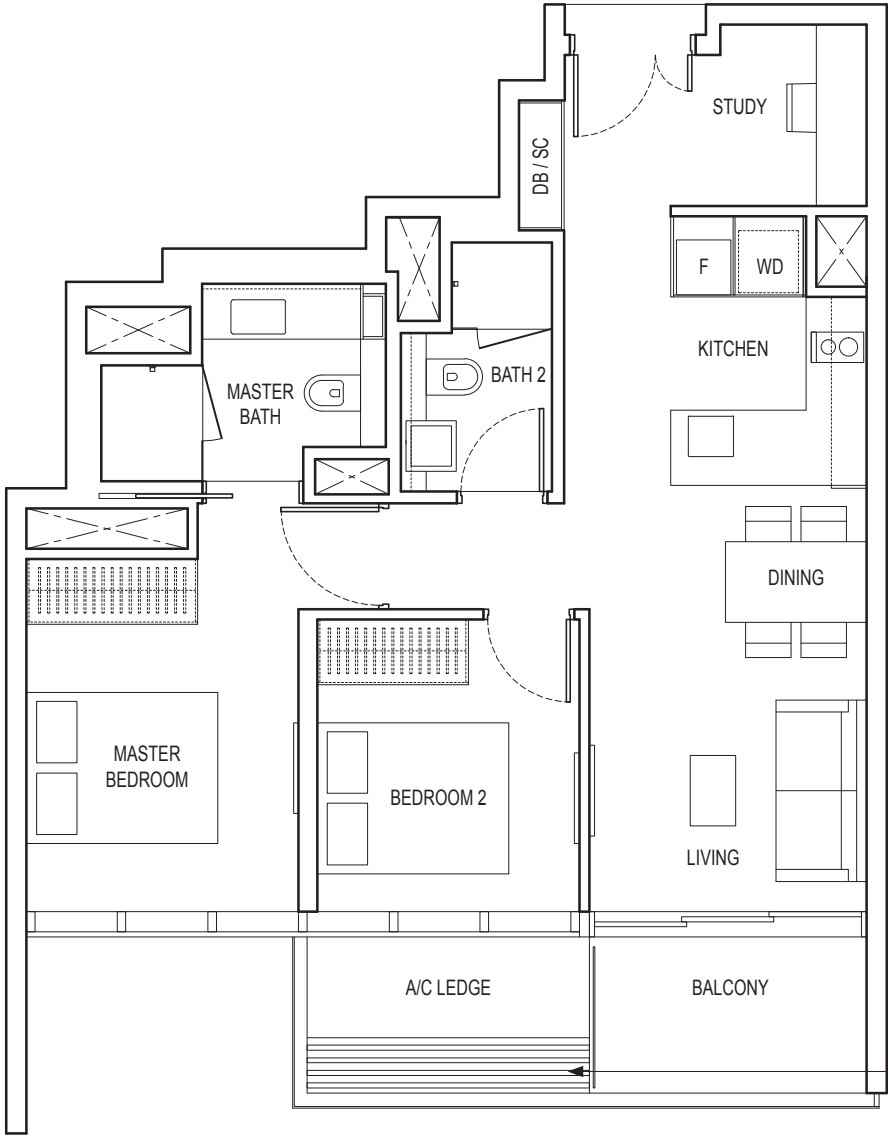 STUDY
DB / SC
F
WD
KITCHEN
BATH 2
MASTER
BATH
DINING
MASTER
BEDROOM
BEDROOM 2
LIVING
A/C LEDGE
BALCONY